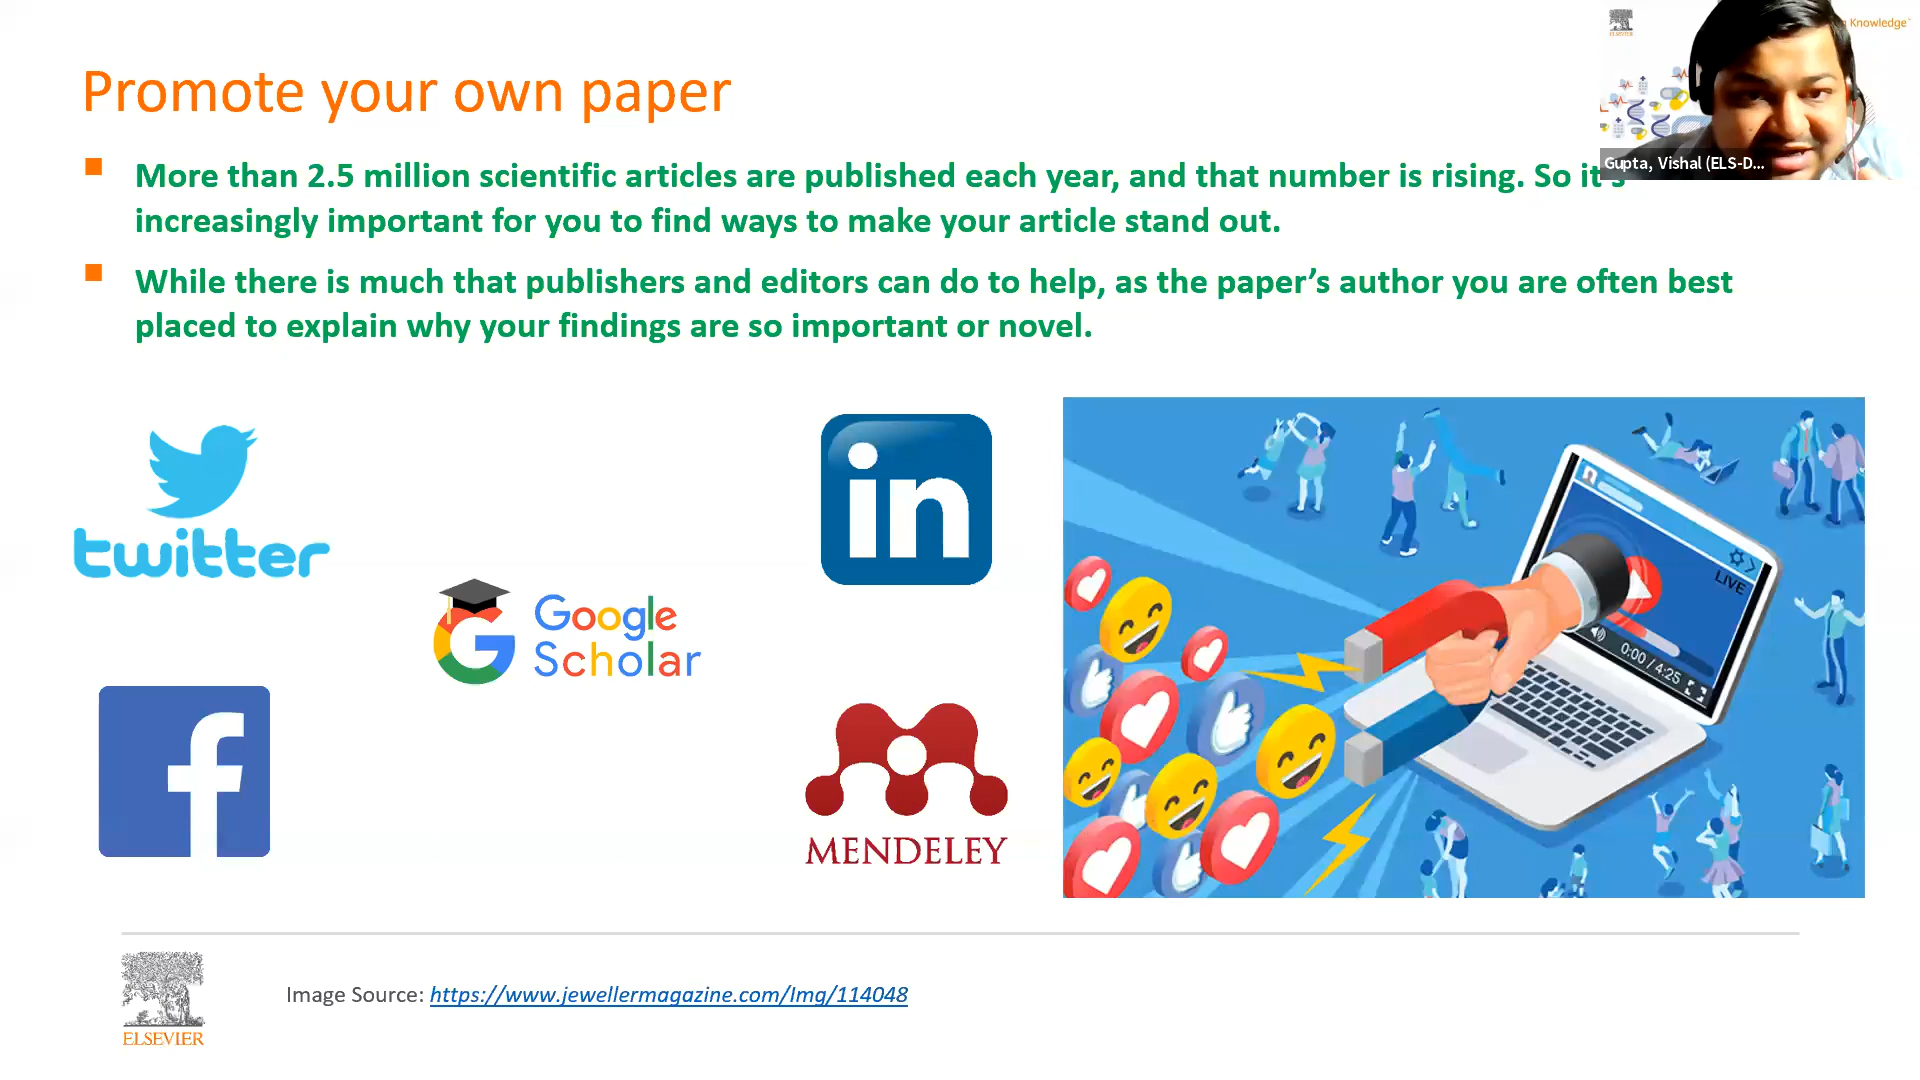 Knowledge™
ELSEVIER
Promote your own paper
Gupta, Vishal (ELS-D...
More than 2.5 million scientific articles are published each year, and that number is rising. So it's
increasingly important for you to find ways to make your article stand out.
While there is much that publishers and editors can do to help, as the paper's author you are often best
placed to explain why your findings are so important or novel.
twitter
in
Google
Scholar
f
MENDELEY
LIVE
0:00 / 4:25
ELSEVIER
Image Source: https://www.jewellermagazine.com/Img/114048